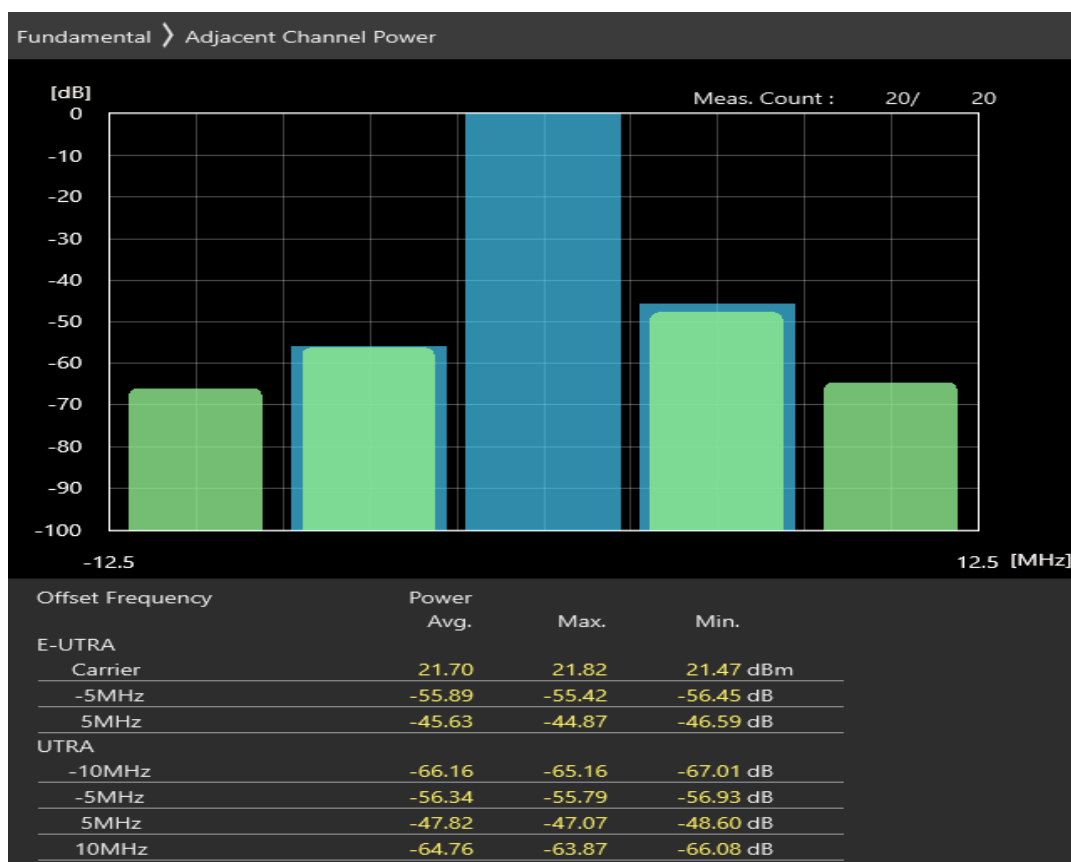 Fundamental ❯ Adjacent Channel Power
[dB]
Meas. Count : 20/ 20
0
-10
-20
-30
-40
-50
-60
-70
-80
-90
-100
-12.5 12.5 [MHz]
Offset Frequency Power
Avg. Max. Min.
E-UTRA
Carrier 21.70 21.82 21.47 dBm
-5MHz -55.89 -55.42 -56.45 dB
5MHz -45.63 -44.87 -46.59 dB
UTRA
-10MHz -66.16 -65.16 -67.01 dB
-5MHz -56.34 -55.79 -56.93 dB
5MHz -47.82 -47.07 -48.60 dB
10MHz -64.76 -63.87 -66.08 dB